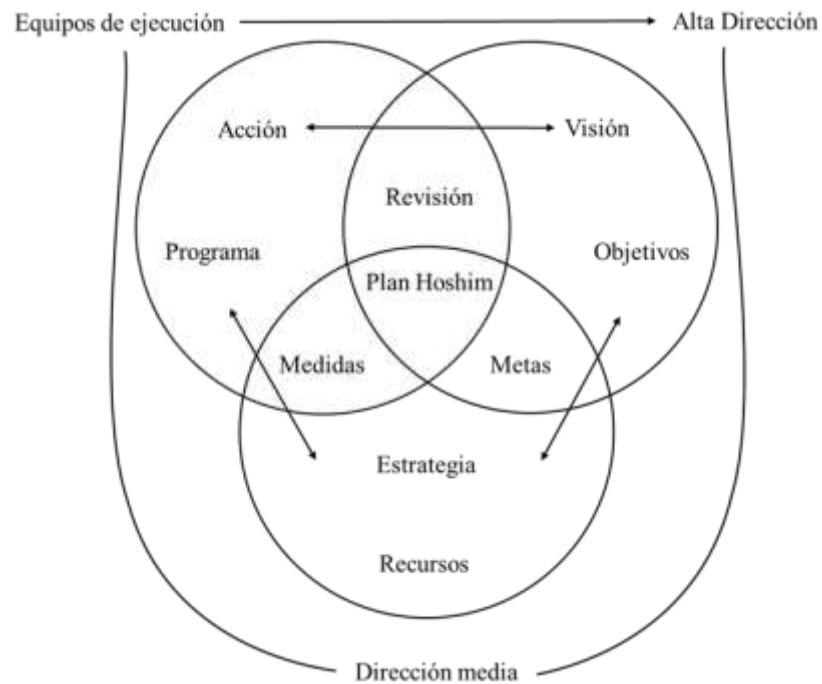 Equipos de ejecución
Alta Dirección
Acción
Visión
Revisión
Programa
Objetivos
Plan Hoshim
Medidas
Metas
Estrategia
Recursos
Dirección media